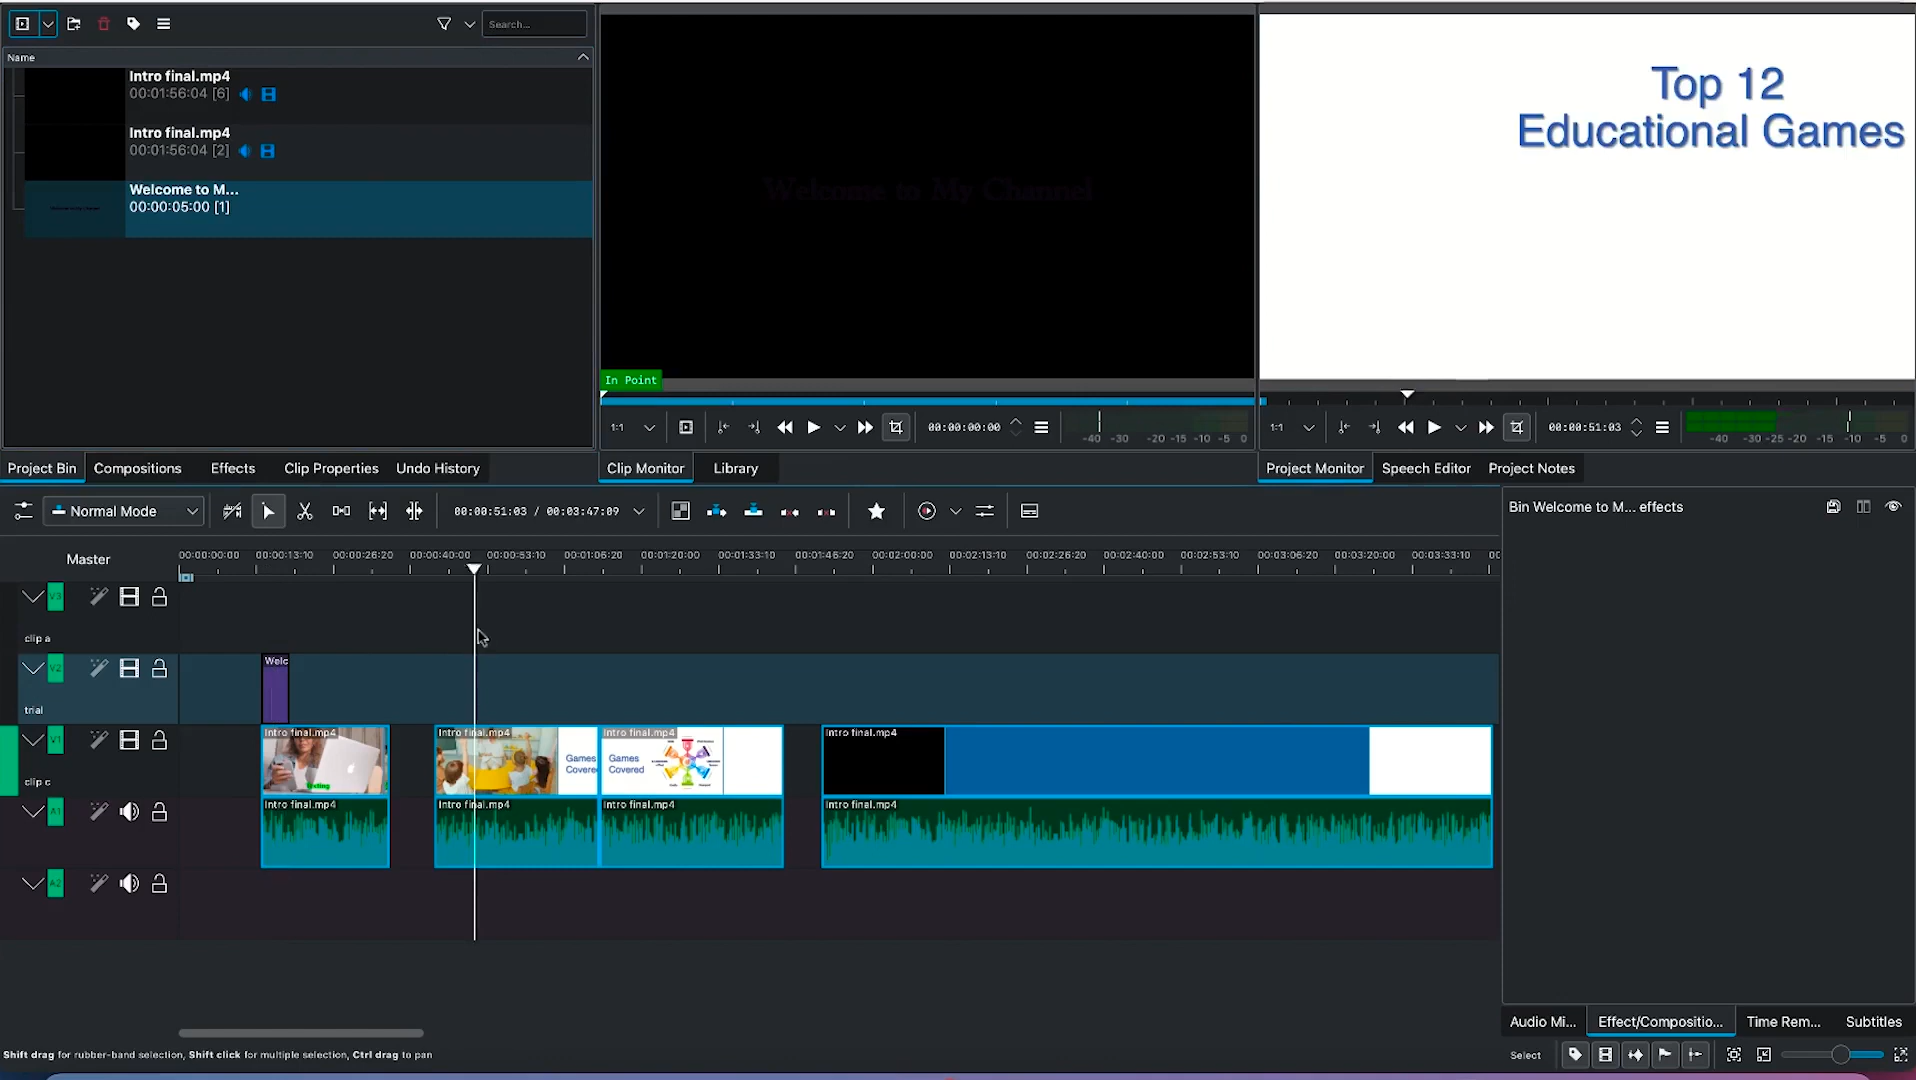 Search...
Name
Intro final.mp4
00:01:56:04 [6]
Intro final.mp4
00:01:56:04 [2]
Welcome to M...
00:00:05:00 [1]
Welcome to My Channel
In Point
Top 12
Educational Games
1:1
00:00:00:00
-40 -30 -20 -15 -10 -5 0
1:1
00:00:51:03
-40 -30 -25 -20 -15 -10 -5 0
Project Bin
Compositions
Effects
Clip Properties
Undo History
Clip Monitor
Library
Project Monitor
Speech Editor
Project Notes
Normal Mode
00:00:51:03 / 00:03:47:09
Bin Welcome to M... effects
Master
00:00:00:00 00:00:13:10 00:00:26:20 00:00:40:00 00:00:53:10 00:01:06:20 00:01:20:00 00:01:33:10 00:01:46:20 00:02:00:00 00:02:13:10 00:02:26:20 00:02:40:00 00:02:53:10 00:03:06:20 00:03:20:00 00:03:33:10
V3
clip a
V2
Welc
trial
V1
Intro final.mp4
Intro final.mp4
Intro final.mp4
Intro final.mp4
Games
Covere
Games
Covered
clip c
A1
Intro final.mp4
Intro final.mp4
Intro final.mp4
Intro final.mp4
A2
Audio Mi...
Effect/Compositio...
Time Rem...
Subtitles
Shift drag for rubber-band selection, Shift click for multiple selection, Ctrl drag to pan
Select